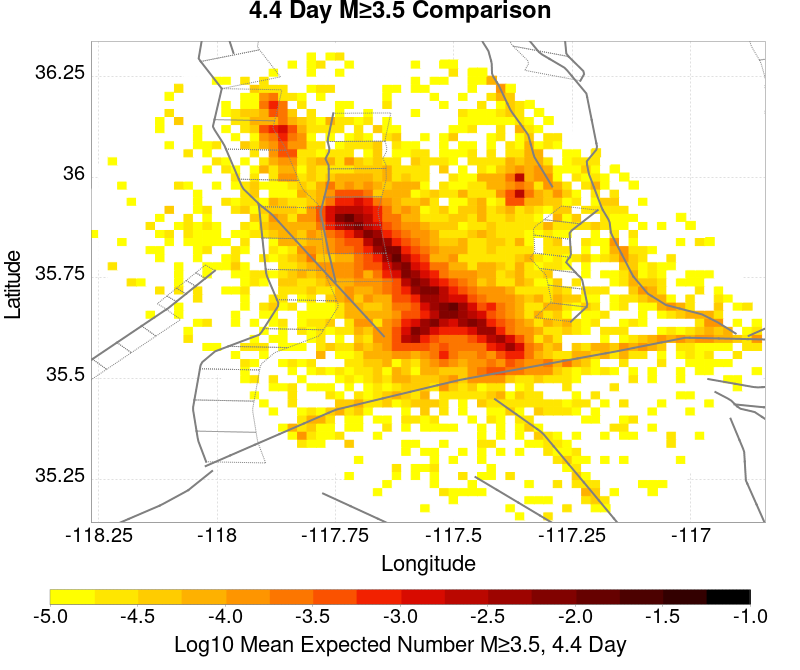 4.4 Day M≥3.5 Comparison
36.25
36
35.75
35.5
35.25
Latitude
-118.25 -118 -117.75 -117.5 -117.25 -117
Longitude
-5.0 -4.5 -4.0 -3.5 -3.0 -2.5 -2.0 -1.5 -1.0
Log10 Mean Expected Number M≥3.5, 4.4 Day